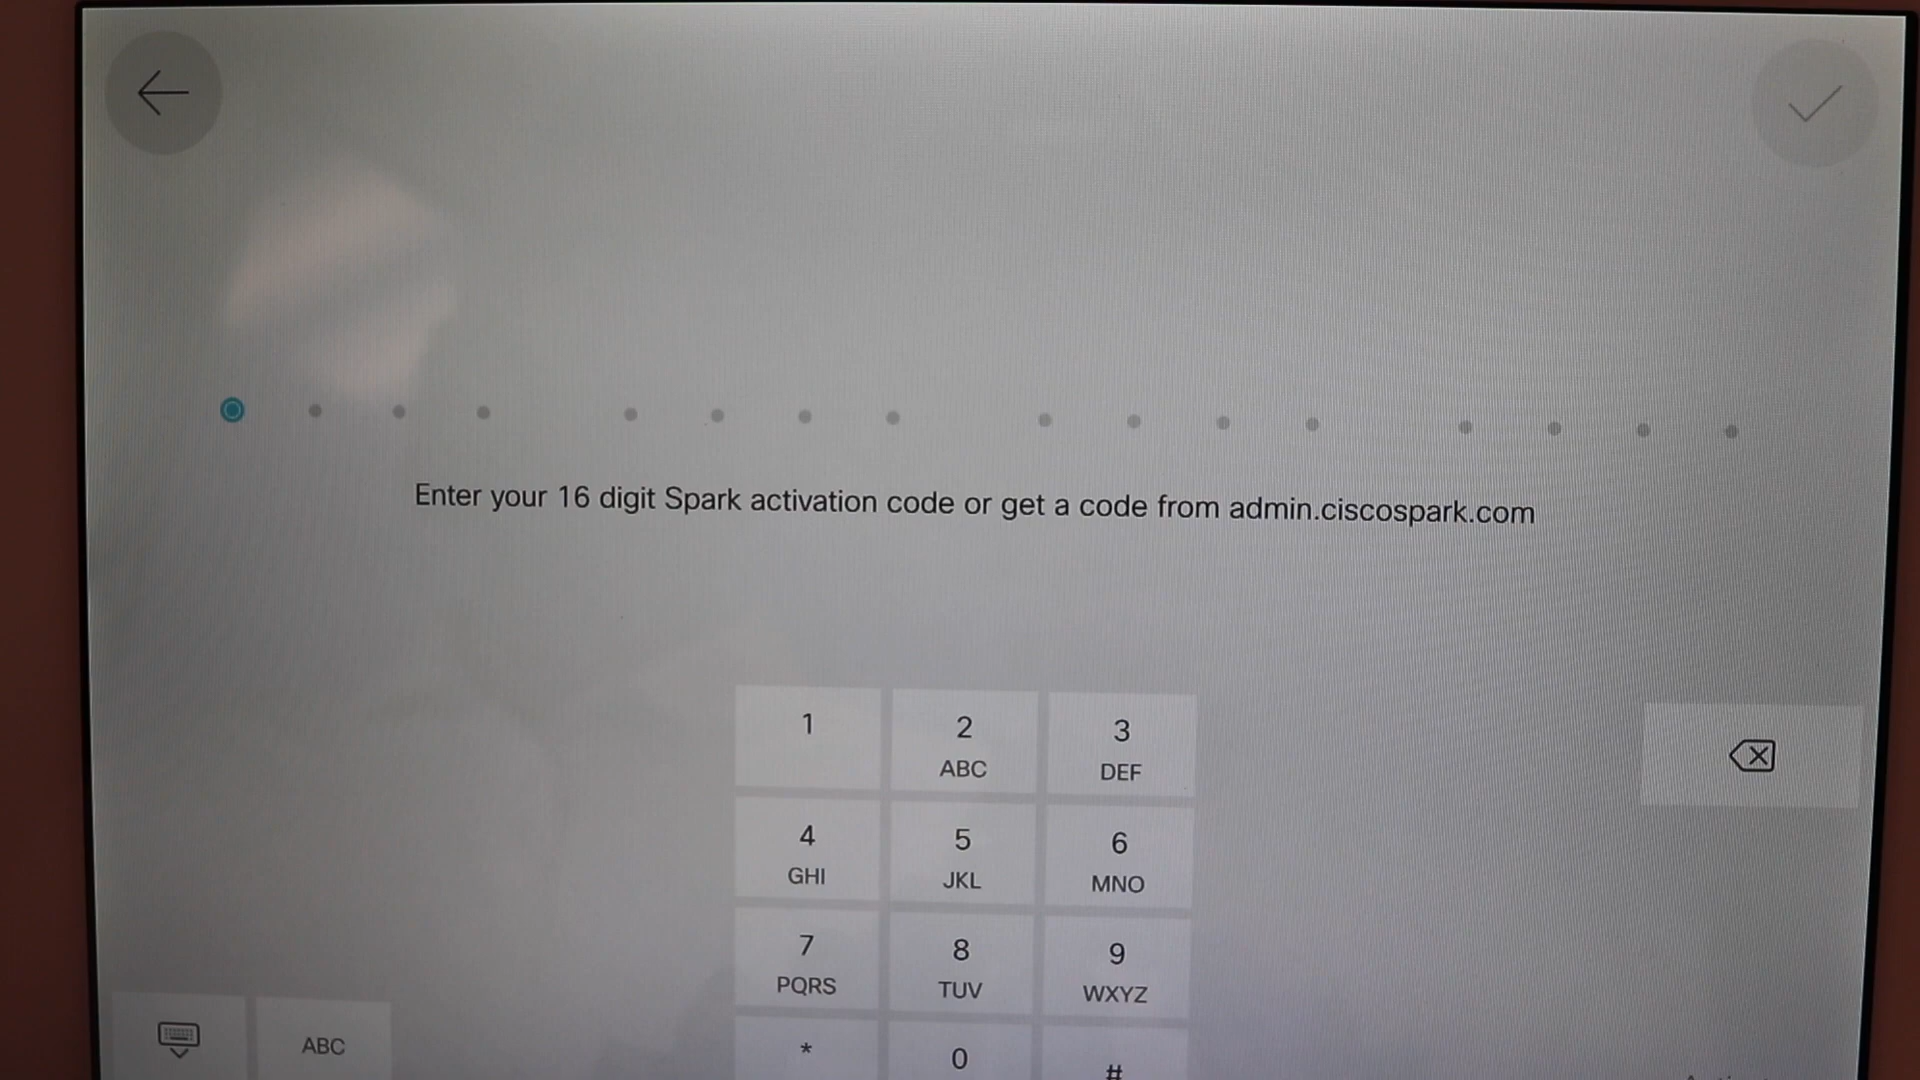 Enter your 16 digit Spark activation code or get a code from admin.ciscospark.com
1 2 3
ABC DEF
4 5 6
GHI JKL MNO
7 8 9
PQRS TUV WXYZ
ABC * 0 #